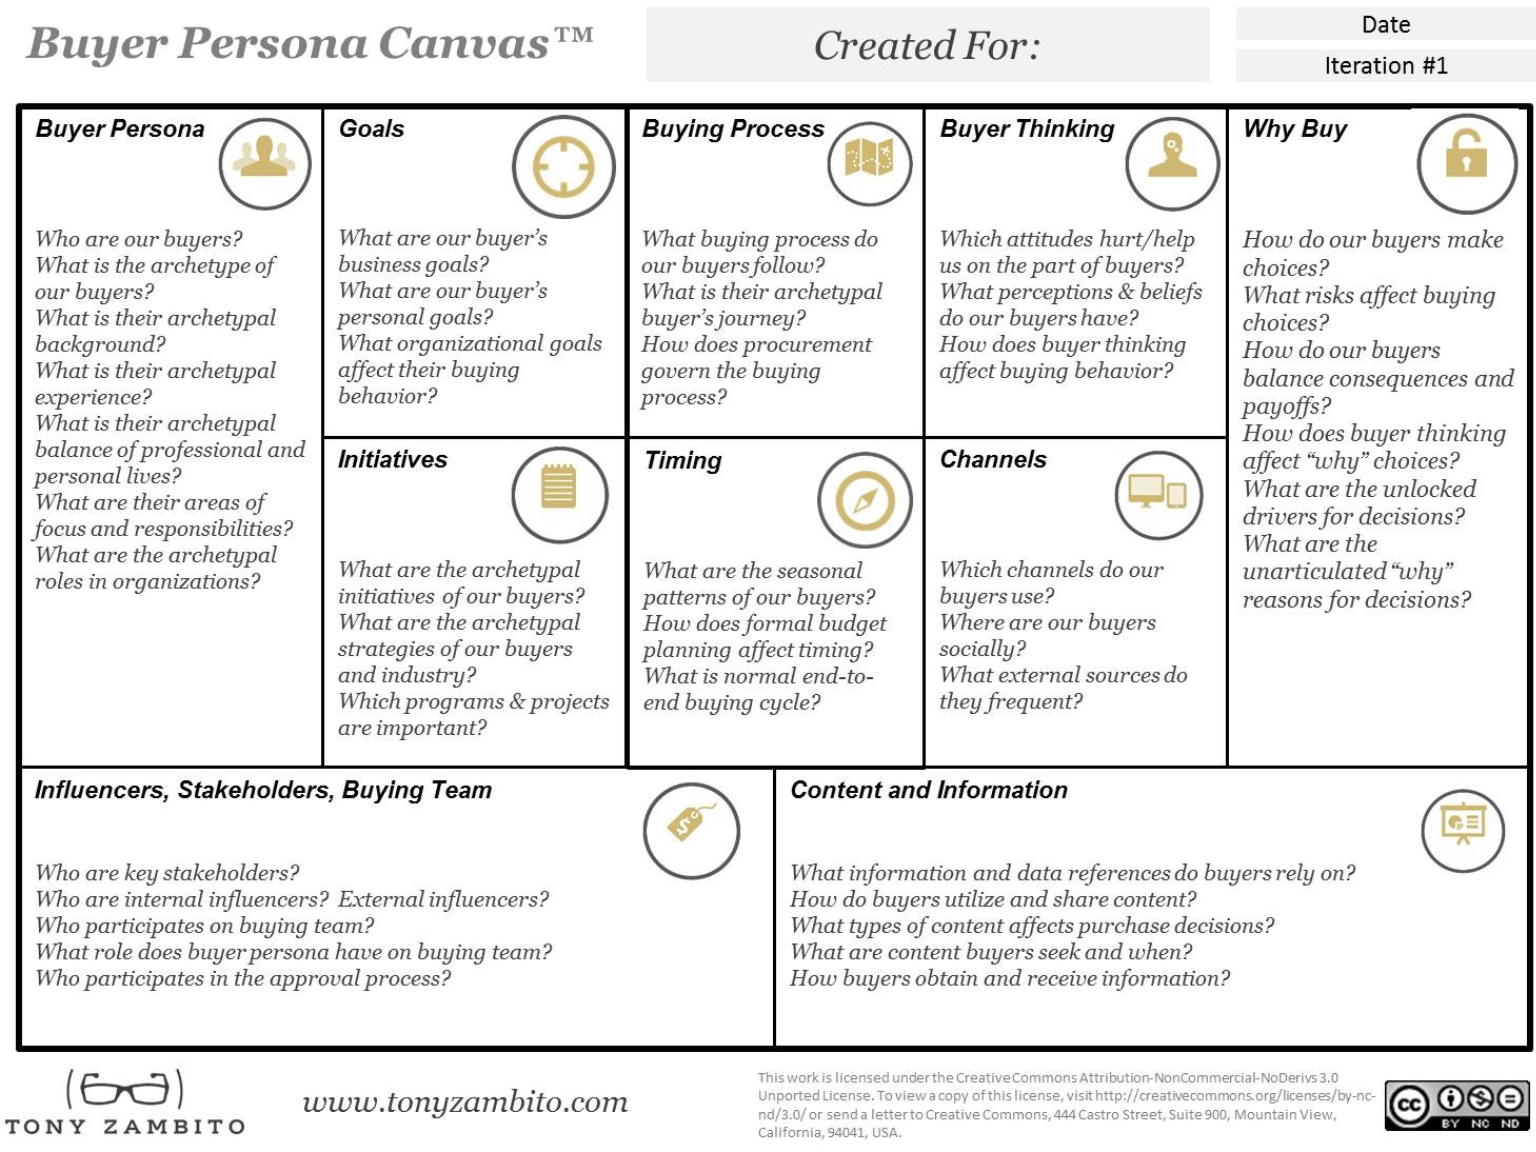 Buyer Persona Canvas™
Created For:
Date
Iteration #1
Buyer Persona
Who are our buyers?
What is the archetype of
our buyers?
What is their archetypal
background?
What is their archetypal
experience?
What is their archetypal
balance of professional and
personal lives?
What are their areas of
focus and responsibilities?
What are the archetypal
roles in organizations?
Goals
What are our buyer's
business goals?
What are our buyer's
personal goals?
What organizational goals
affect their buying
behavior?
Initiatives
What are the archetypal
initiatives of our buyers?
What are the archetypal
strategies of our buyers
and industry?
Which programs & projects
are important?
Buying Process
What buying process do
our buyers follow?
What is their archetypal
buyer's journey?
How does procurement
govern the buying
process?
Timing
What are the seasonal
patterns of our buyers?
How does formal budget
planning affect timing?
What is normal end-to-
end buying cycle?
Buyer Thinking
Which attitudes hurt/help
us on the part of buyers?
What perceptions & beliefs
do our buyers have?
How does buyer thinking
affect buying behavior?
Channels
Which channels do our
buyers use?
Where are our buyers
socially?
What external sources do
they frequent?
Why Buy
How do our buyers make
choices?
What risks affect buying
choices?
How do our buyers
balance consequences and
payoffs?
How does buyer thinking
affect “why” choices?
What are the unlocked
drivers for decisions?
What are the
unarticulated “why”
reasons for decisions?
Influencers, Stakeholders, Buying Team
Who are key stakeholders?
Who are internal influencers? External influencers?
Who participates on buying team?
What role does buyer persona have on buying team?
Who participates in the approval process?
Content and Information
What information and data references do buyers rely on?
How do buyers utilize and share content?
What types of content affects purchase decisions?
What are content buyers seek and when?
How buyers obtain and receive information?
TONY ZAMBITO
www.tonyzambito.com
This work is licensed under the Creative Commons Attribution-NonCommercial-NoDerivs 3.0
Unported License. To view a copy of this license, visit http://creativecommons.org/licenses/by-nc-
nd/3.0/ or send a letter to Creative Commons, 444 Castro Street, Suite 900, Mountain View,
California, 94041, USA.
cc
BY NC ND